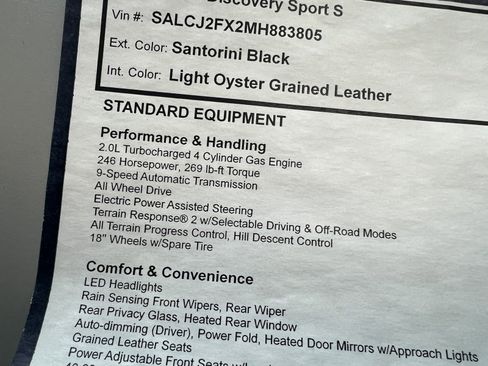 Discovery Sport S
Vin #: SALCJ2FX2MH883805
Ext. Color: Santorini Black
Int. Color: Light Oyster Grained Leather
STANDARD EQUIPMENT
Performance & Handling
2.0L Turbocharged 4 Cylinder Gas Engine
246 Horsepower, 269 lb-ft Torque
9-Speed Automatic Transmission
All Wheel Drive
Electric Power Assisted Steering
Terrain Response® 2 w/Selectable Driving & Off-Road Modes
All Terrain Progress Control, Hill Descent Control
18" Wheels w/Spare Tire
Comfort & Convenience
LED Headlights
Rain Sensing Front Wipers, Rear Wiper
Rear Privacy Glass, Heated Rear Window
Auto-dimming (Driver), Power Fold, Heated Door Mirrors w/Approach Lights
Grained Leather Seats
Power Adjustable Front Seats